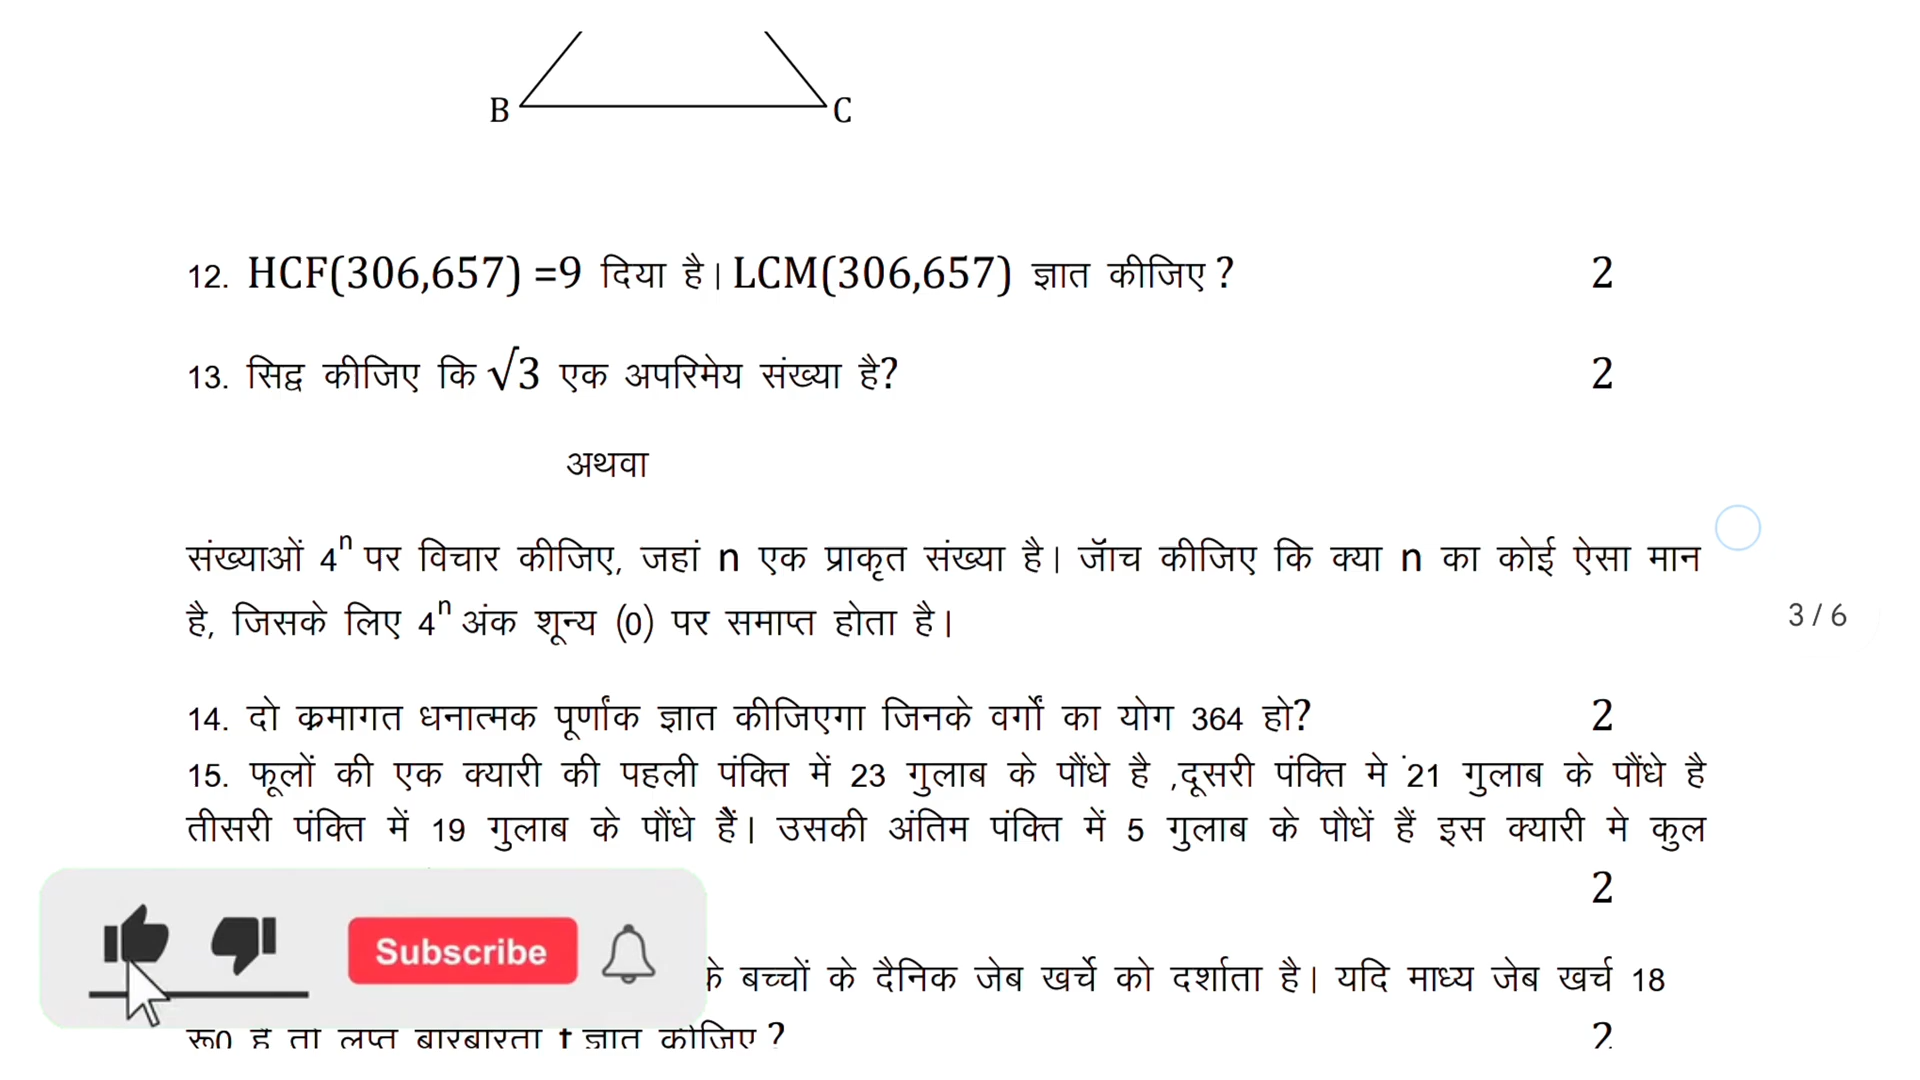 B C
12. HCF(306,657) =9 दिया है। LCM(306,657) ज्ञात कीजिए ? 2
13. सिद्व कीजिए कि √3 एक अपरिमेय संख्या है? 2
अथवा
संख्याओं 4ⁿ पर विचार कीजिए, जहां n एक प्राकृत संख्या है। जॉच कीजिए कि क्या n का कोई ऐसा मान
है, जिसके लिए 4ⁿ अंक शून्य (0) पर समाप्त होता है।
3 / 6
14. दो क्रमागत धनात्मक पूर्णांक ज्ञात कीजिएगा जिनके वर्गों का योग 364 हो? 2
15. फूलों की एक क्यारी की पहली पंक्ति में 23 गुलाब के पौंधे है ,दूसरी पंक्ति मे 21 गुलाब के पौंधे है
तीसरी पंक्ति में 19 गुलाब के पौंधे हैं। उसकी अंतिम पंक्ति में 5 गुलाब के पौधें हैं इस क्यारी मे कुल
2
Subscribe
के बच्चों के दैनिक जेब खर्चे को दर्शाता है। यदि माध्य जेब खर्च 18
रू0 है तो लुप्त बारंबारता f ज्ञात कीजिए ? 2